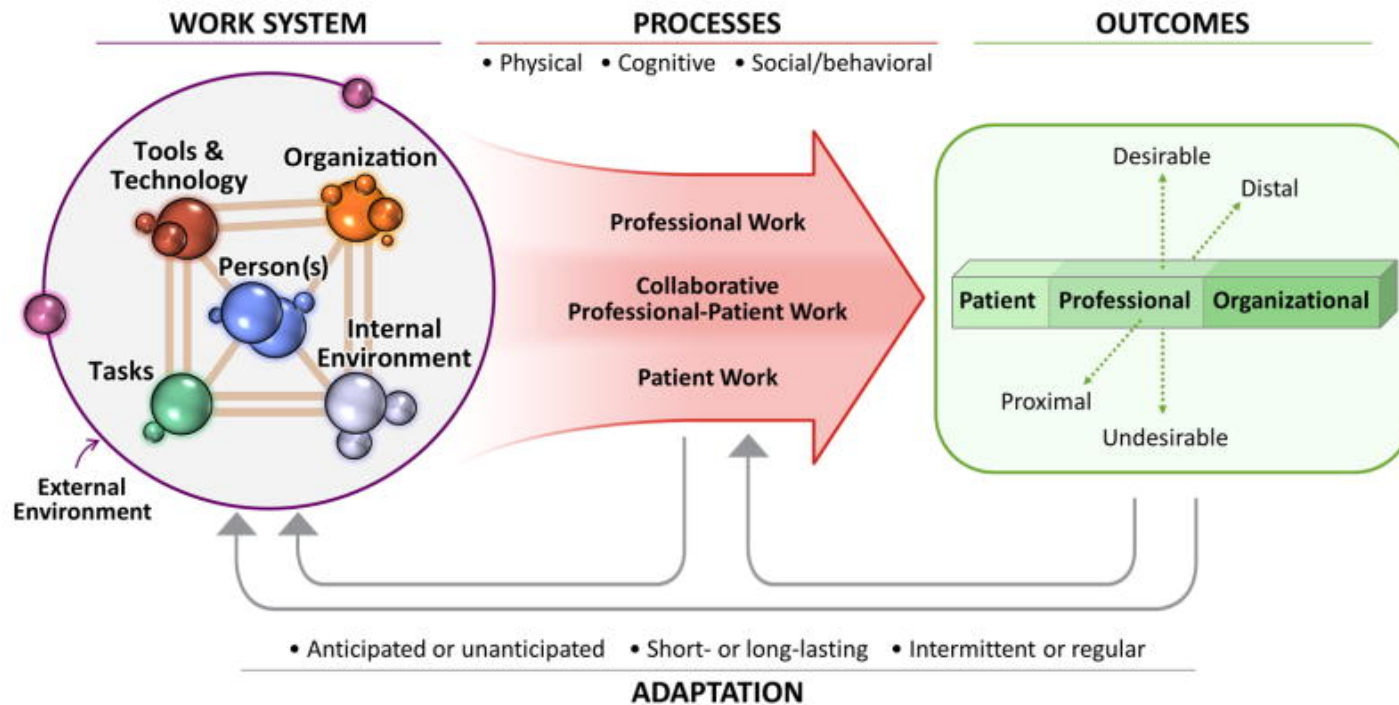 WORK SYSTEM
PROCESSES
OUTCOMES
• Physical • Cognitive • Social/behavioral
Tools &
Technology
Organization
Person(s)
Internal
Environment
Tasks
External
Environment
Professional Work
Collaborative
Professional-Patient Work
Patient Work
Desirable
Distal
Patient Professional Organizational
Proximal
Undesirable
• Anticipated or unanticipated • Short- or long-lasting • Intermittent or regular
ADAPTATION